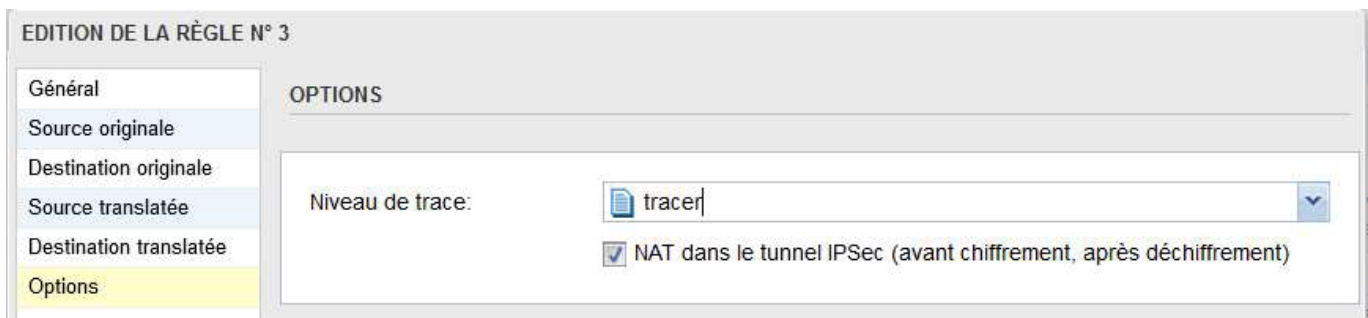 EDITION DE LA RÈGLE N° 3
Général
Source originale
Destination originale
Source translatée
Destination translatée
Options
OPTIONS
Niveau de trace:
tracer
NAT dans le tunnel IPSec (avant chiffrement, après déchiffrement)